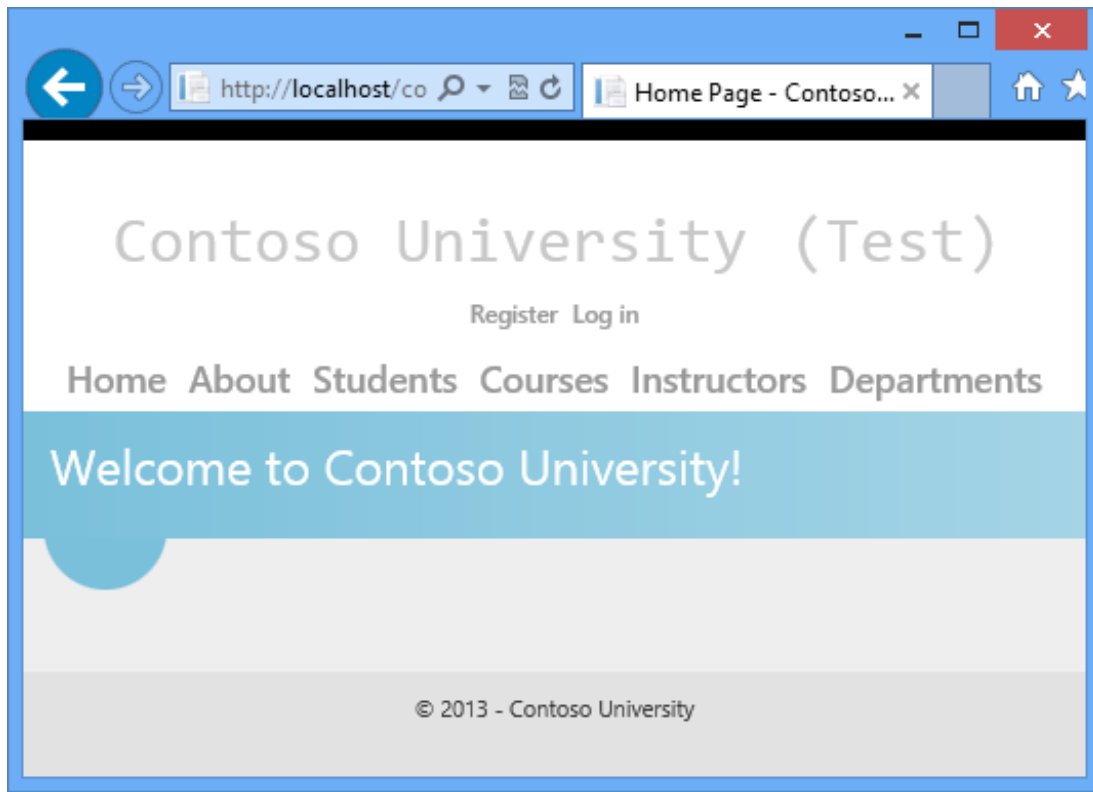 http://localhost/co
Home Page - Contoso...
Contoso University (Test)
Register Log in
Home About Students Courses Instructors Departments
Welcome to Contoso University!
© 2013 - Contoso University